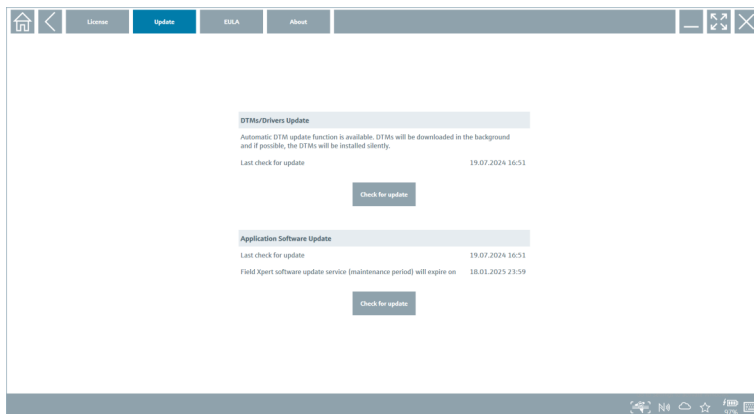 License Update EULA About
DTMs/Drivers Update
Automatic DTM update function is available. DTMs will be downloaded in the background
and if possible, the DTMs will be installed silently.
Last check for update 19.07.2024 16:51
Check for update
Application Software Update
Last check for update 19.07.2024 16:51
Field Xpert software update service (maintenance period) will expire on 18.01.2025 23:59
Check for update
97%